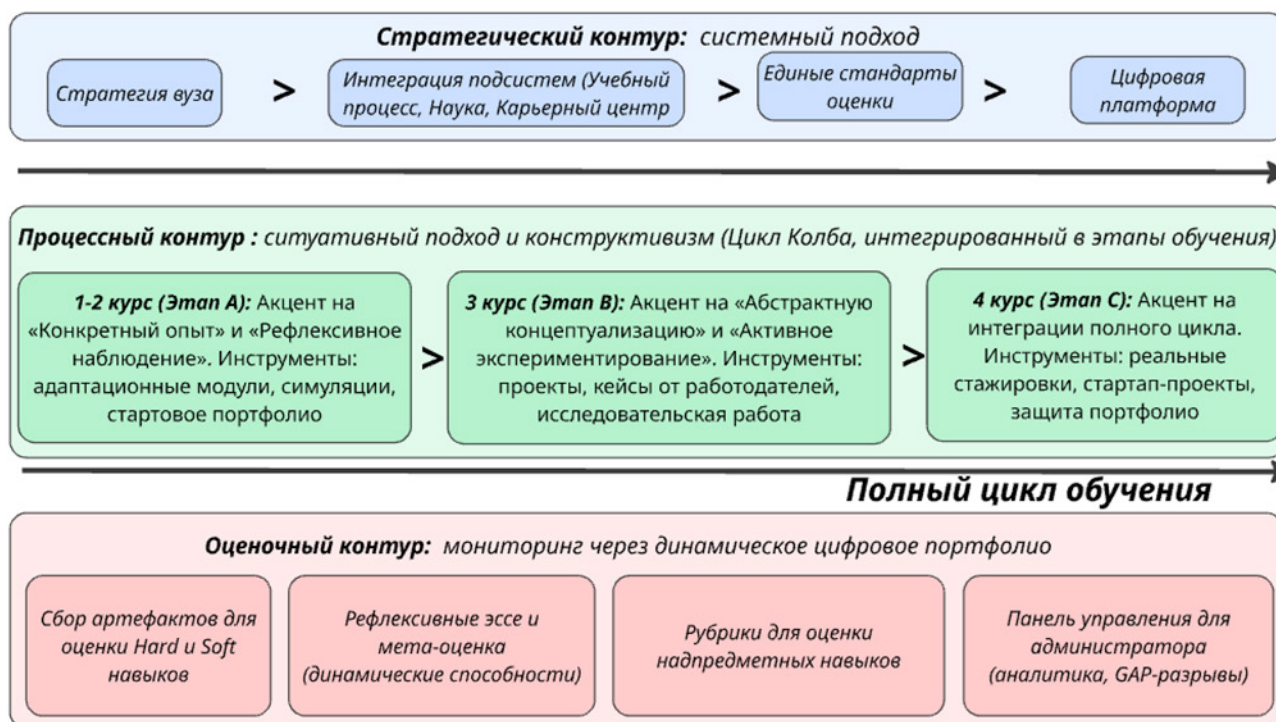 Стратегический контур: системный подход
Стратегия вуза
>
Интеграция подсистем (Учебный
процесс, Наука, Карьерный центр
>
Единые стандарты
оценки
>
Цифровая
платформа
Процессный контур : ситуативный подход и конструктивизм (Цикл Колба, интегрированный в этапы обучения)
1-2 курс (Этап A): Акцент на
«Конкретный опыт» и «Рефлексивное
наблюдение». Инструменты:
адаптационные модули, симуляции,
стартовое портфолио
>
3 курс (Этап B): Акцент на «Абстрактную
концептуализацию» и «Активное
экспериментирование». Инструменты:
проекты, кейсы от работодателей,
исследовательская работа
>
4 курс (Этап C): Акцент на
интеграции полного цикла.
Инструменты: реальные
стажировки, стартап-проекты,
защита портфолио
Полный цикл обучения
Оценочный контур: мониторинг через динамическое цифровое портфолио
Сбор артефактов для
оценки Hard и Soft
навыков
Рефлексивные эссе и
мета-оценка
(динамические способности)
Рубрики для оценки
надпредметных навыков
Панель управления для
администратора
(аналитика, GAP-разрывы)